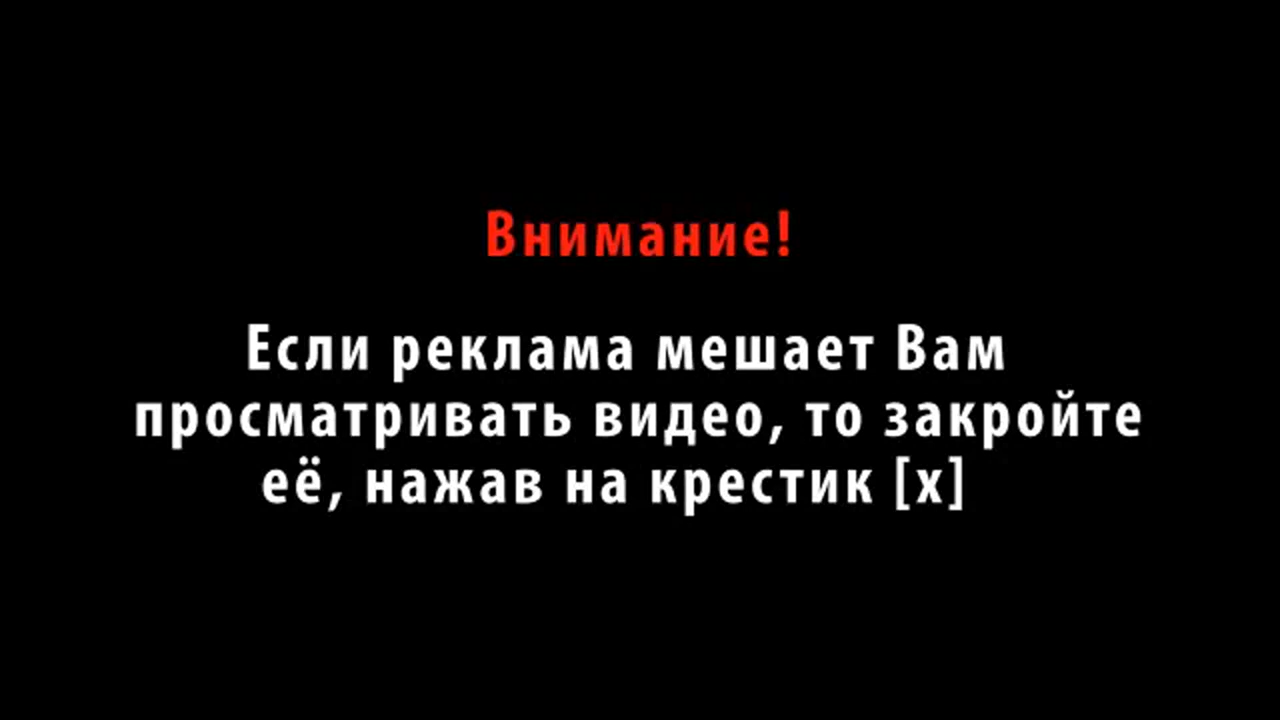 Внимание!
Если реклама мешает Вам
просматривать видео, то закройте
её, нажав на крестик [x]